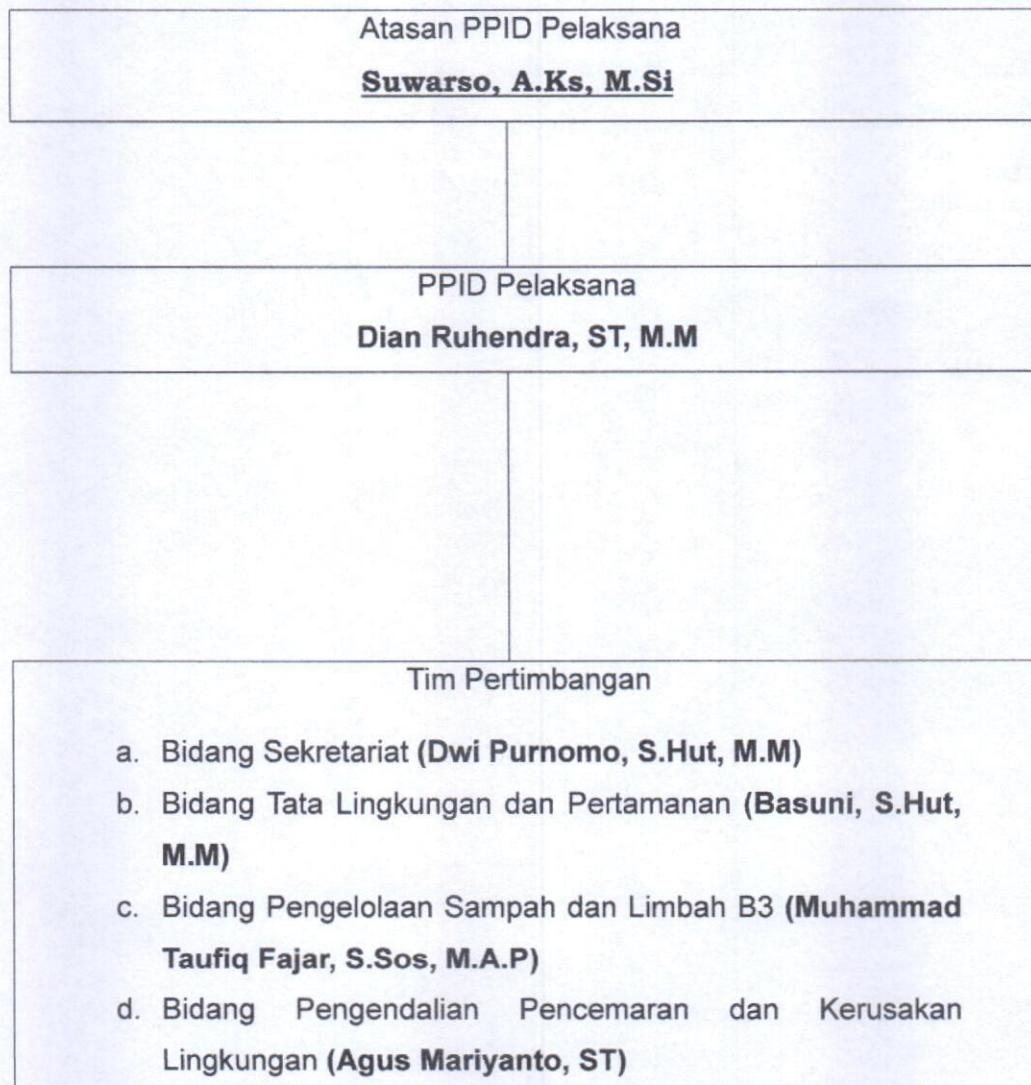 Atasan PPID Pelaksana
Suwarso, A.Ks, M.Si
PPID Pelaksana
Dian Ruhendra, ST, M.M
Tim Pertimbangan
a. Bidang Sekretariat (Dwi Purnomo, S.Hut, M.M)
b. Bidang Tata Lingkungan dan Pertamanan (Basuni, S.Hut,
M.M)
c. Bidang Pengelolaan Sampah dan Limbah B3 (Muhammad
Taufiq Fajar, S.Sos, M.A.P)
d. Bidang Pengendalian Pencemaran dan Kerusakan
Lingkungan (Agus Mariyanto, ST)